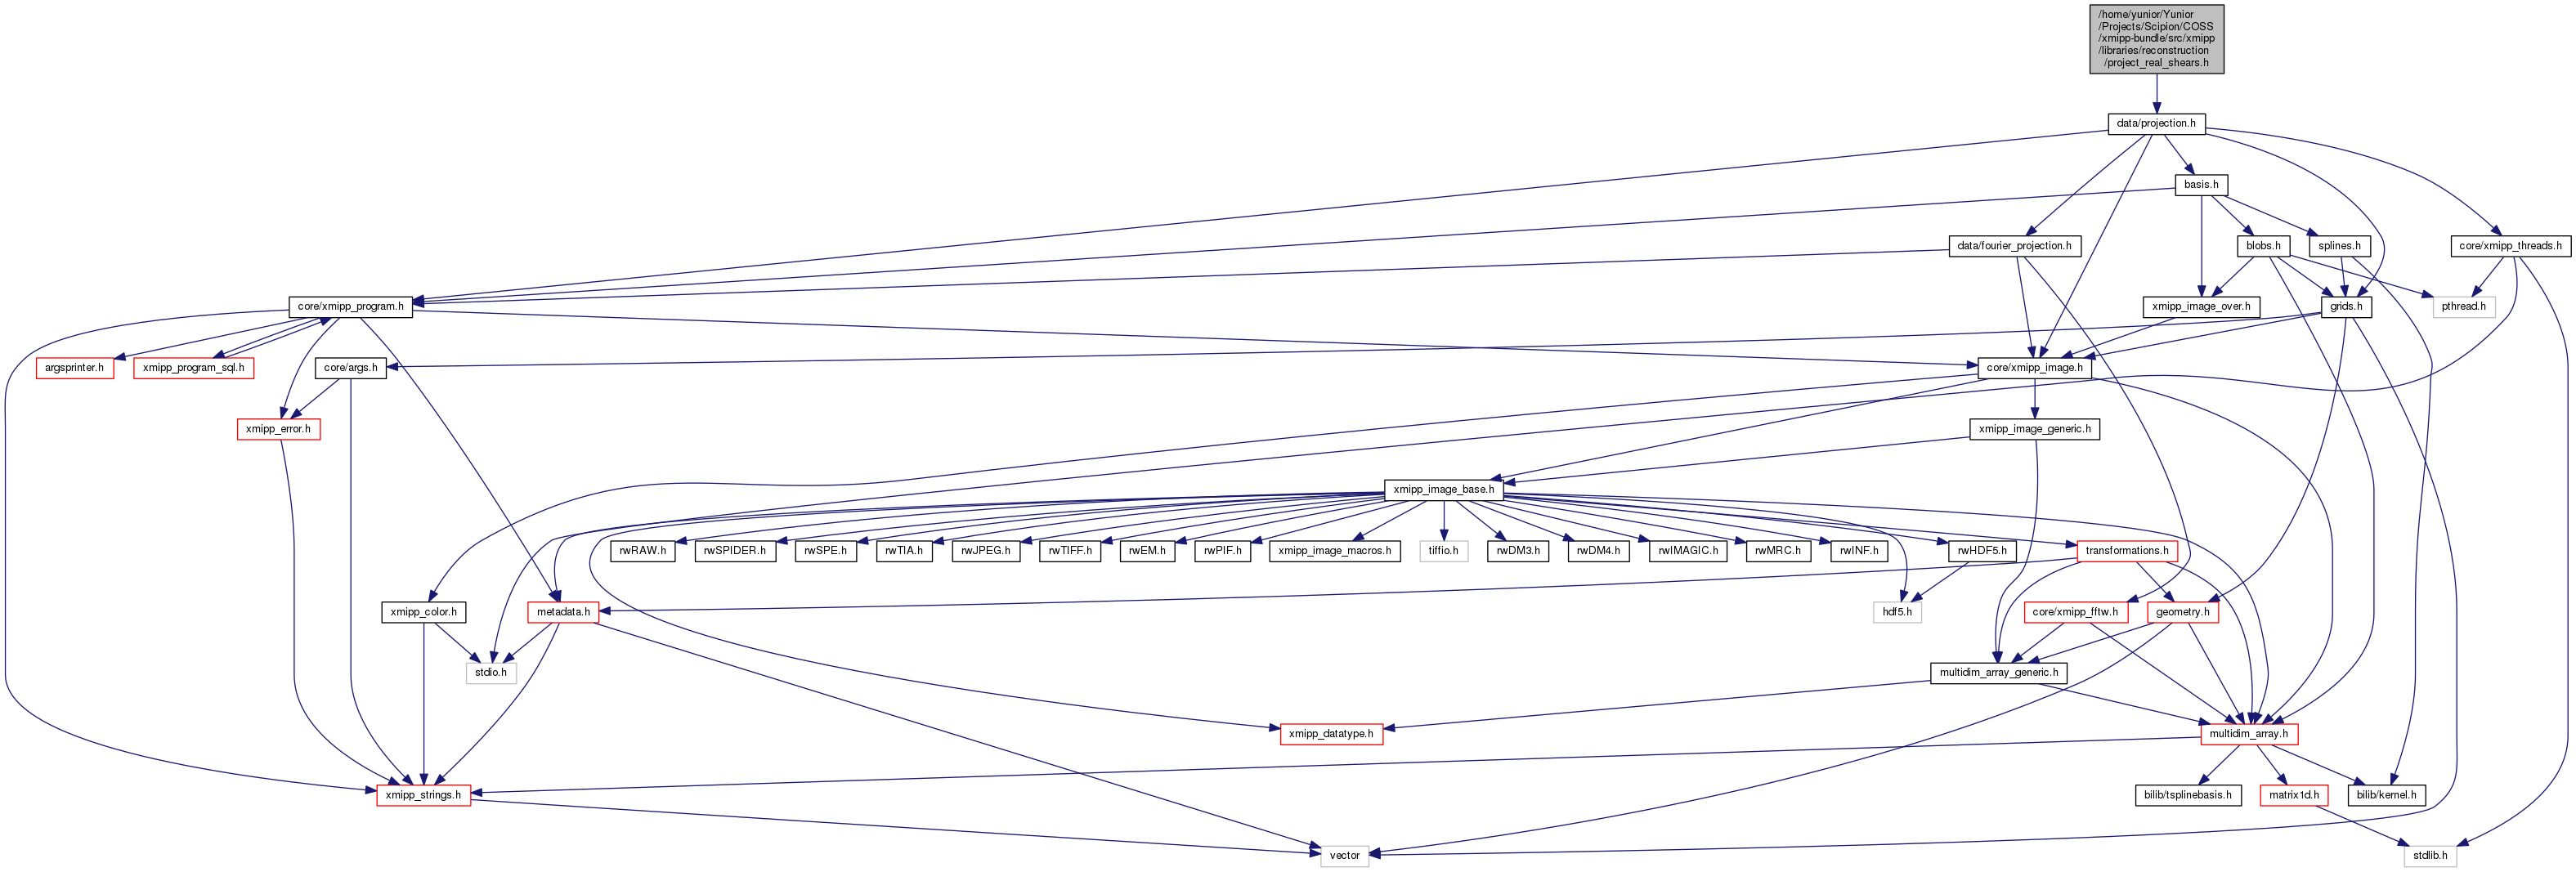 /home/yunior/Yunior
/Projects/Scipion/COSS
/xmipp-bundle/src/xmipp
/libraries/reconstruction
/project_real_shears.h
data/projection.h
basis.h
data/fourier_projection.h
blobs.h
splines.h
core/xmipp_threads.h
core/xmipp_program.h
xmipp_image_over.h
grids.h
pthread.h
argsprinter.h
xmipp_program_sql.h
core/args.h
core/xmipp_image.h
xmipp_error.h
xmipp_image_generic.h
xmipp_image_base.h
rwRAW.h
rwSPIDER.h
rwSPE.h
rwTIA.h
rwJPEG.h
rwTIFF.h
rwEM.h
rwPIF.h
xmipp_image_macros.h
tiffio.h
rwDM3.h
rwDM4.h
rwIMAGIC.h
rwMRC.h
rwINF.h
rwHDF5.h
transformations.h
xmipp_color.h
metadata.h
hdf5.h
core/xmipp_fftw.h
geometry.h
stdio.h
multidim_array_generic.h
xmipp_datatype.h
multidim_array.h
xmipp_strings.h
bilib/tsplinebasis.h
matrix1d.h
bilib/kernel.h
vector
stdlib.h